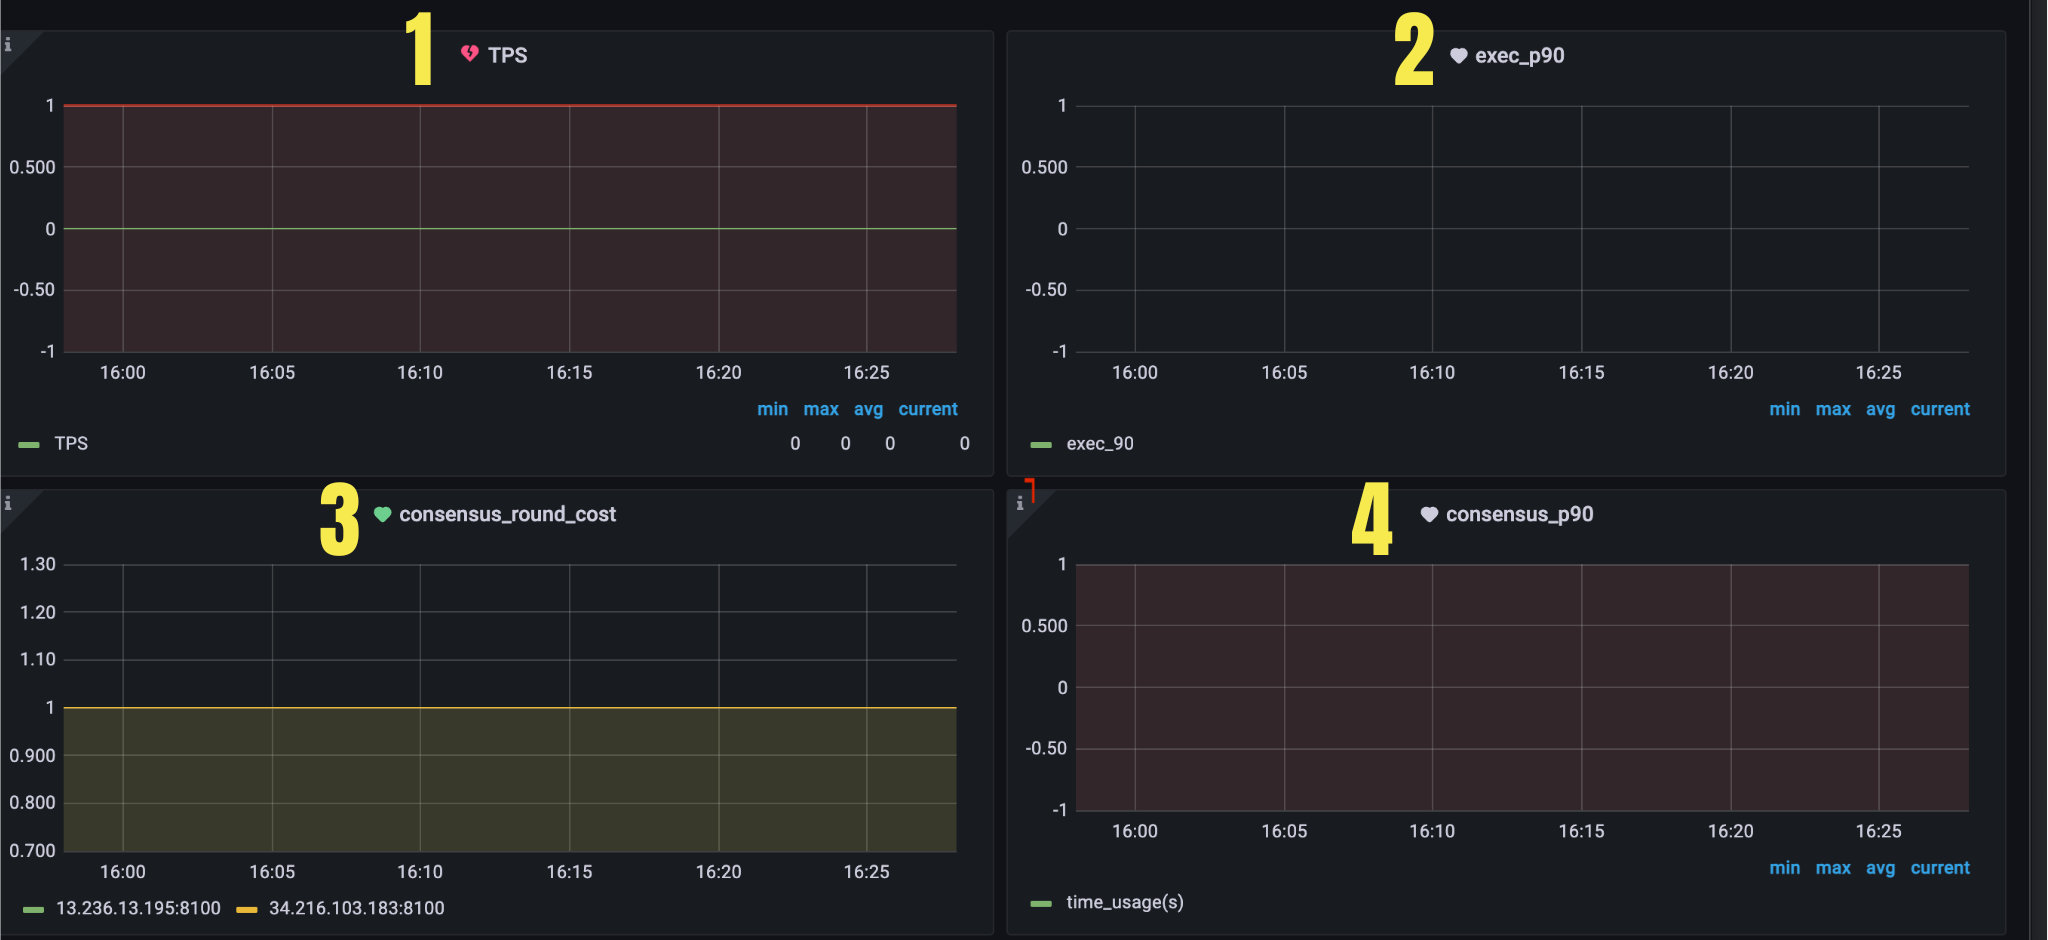 1
TPS
1
0.500
0
-0.50
-1
16:00 16:05 16:10 16:15 16:20 16:25
min max avg current
TPS 0 0 0 0
2
exec_p90
1
0.500
0
-0.50
-1
16:00 16:05 16:10 16:15 16:20 16:25
min max avg current
exec_90
3
consensus_round_cost
1.30
1.20
1.10
1
0.900
0.800
0.700
16:00 16:05 16:10 16:15 16:20 16:25
13.236.13.195:8100 34.216.103.183:8100
4
consensus_p90
1
0.500
0
-0.50
-1
16:00 16:05 16:10 16:15 16:20 16:25
min max avg current
time_usage(s)